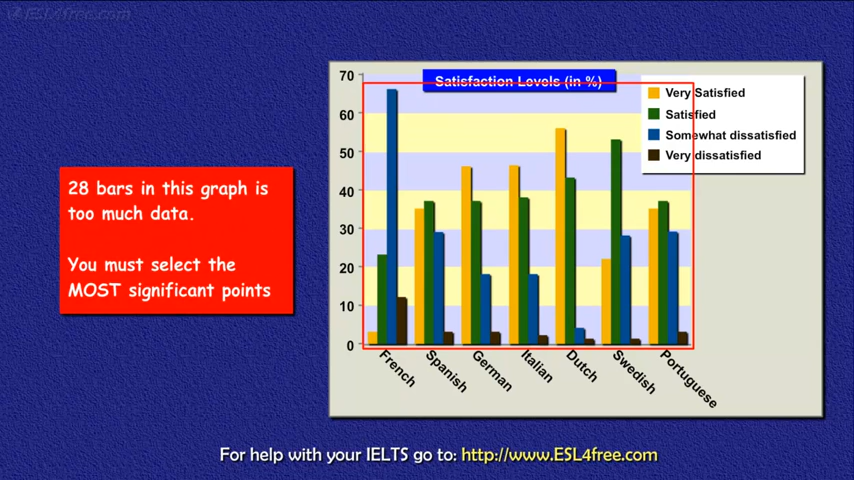 ESL4free.com
Satisfaction Levels (in %)
70
60
50
40
30
20
10
0
Very Satisfied
Satisfied
Somewhat dissatisfied
Very dissatisfied
French
Spanish
German
Italian
Dutch
Swedish
Portuguese
28 bars in this graph is
too much data.
You must select the
MOST significant points
For help with your IELTS go to: http://www.ESL4free.com